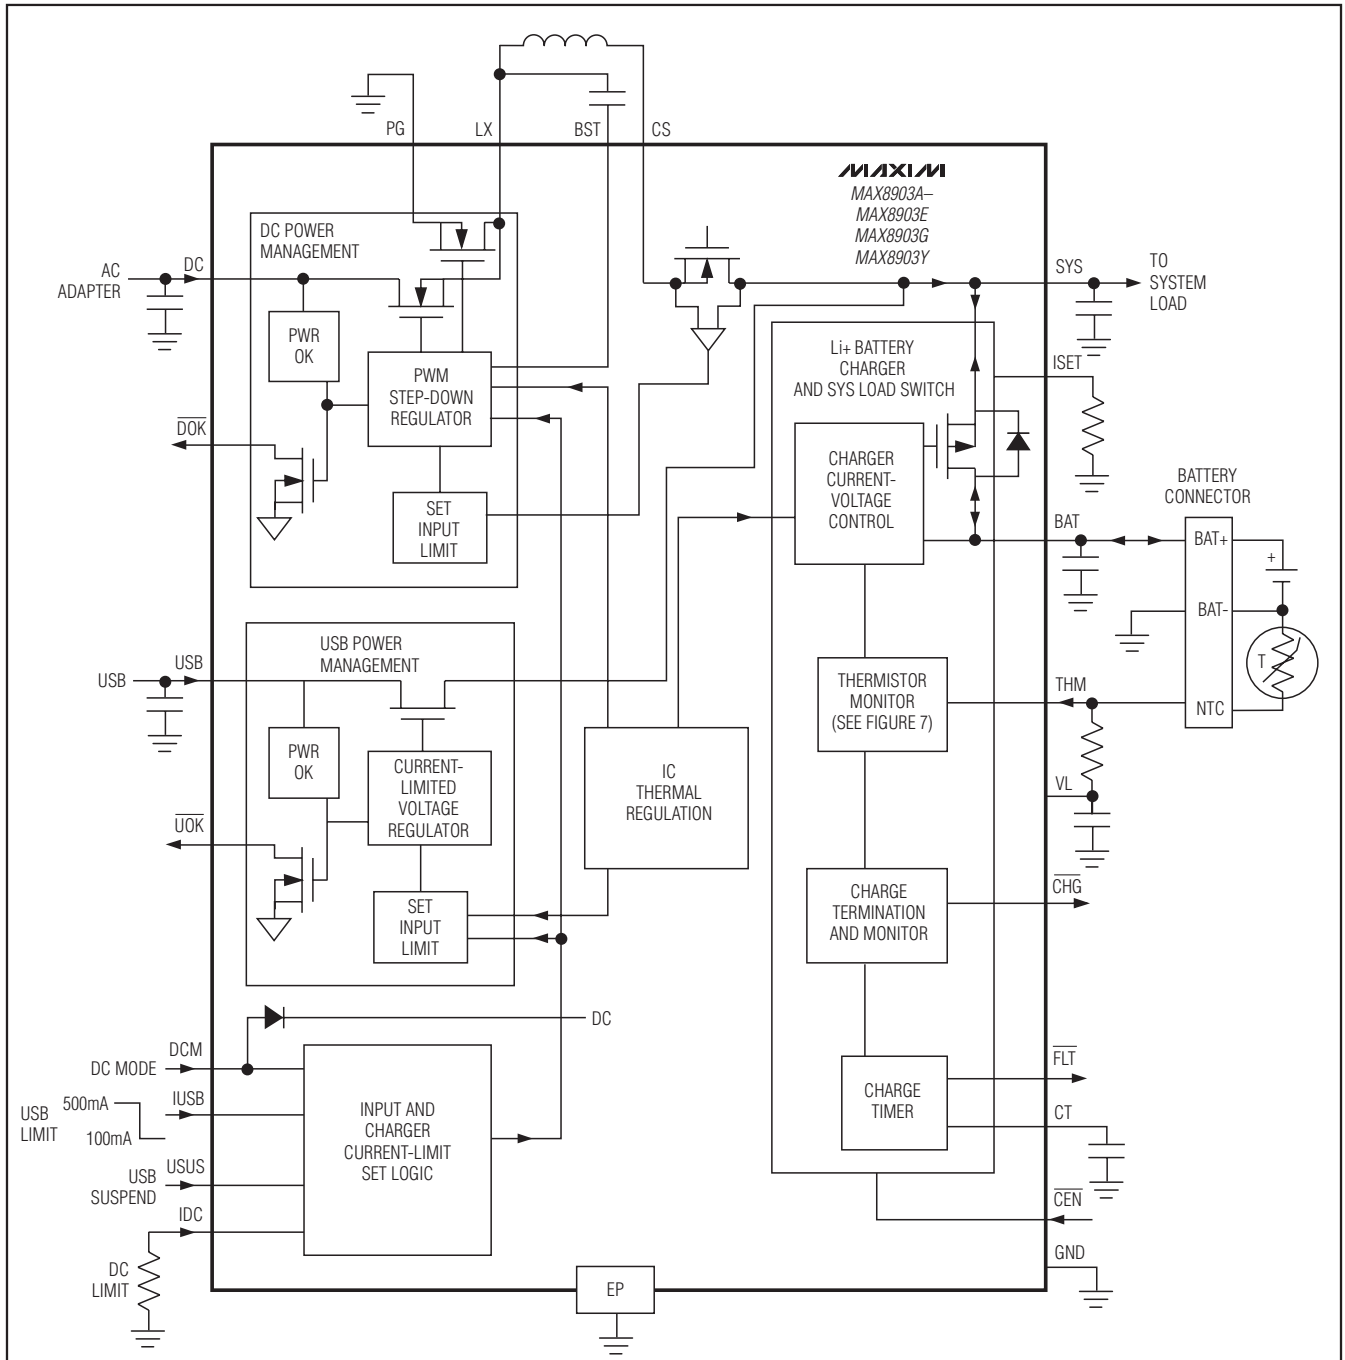 PG
LX
BST
CS
MAXIM
MAX8903A–
MAX8903E
MAX8903G
MAX8903Y
DC POWER
MANAGEMENT
AC
ADAPTER
DC
PWR
OK
PWM
STEP-DOWN
REGULATOR
DOK
SET
INPUT
LIMIT
SYS
TO
SYSTEM
LOAD
Li+ BATTERY
CHARGER
AND SYS LOAD SWITCH
ISET
CHARGER
CURRENT-
VOLTAGE
CONTROL
BATTERY
CONNECTOR
BAT
BAT+
+
BAT-
T
NTC
USB POWER
MANAGEMENT
USB
USB
PWR
OK
CURRENT-
LIMITED
VOLTAGE
REGULATOR
UOK
SET
INPUT
LIMIT
IC
THERMAL
REGULATION
THERMISTOR
MONITOR
(SEE FIGURE 7)
THM
VL
CHARGE
TERMINATION
AND MONITOR
CHG
DC
DCM
DC MODE
USB
LIMIT
500mA
100mA
IUSB
USUS
USB
SUSPEND
IDC
DC
LIMIT
INPUT AND
CHARGER
CURRENT-LIMIT
SET LOGIC
CHARGE
TIMER
FLT
CT
CEN
GND
EP